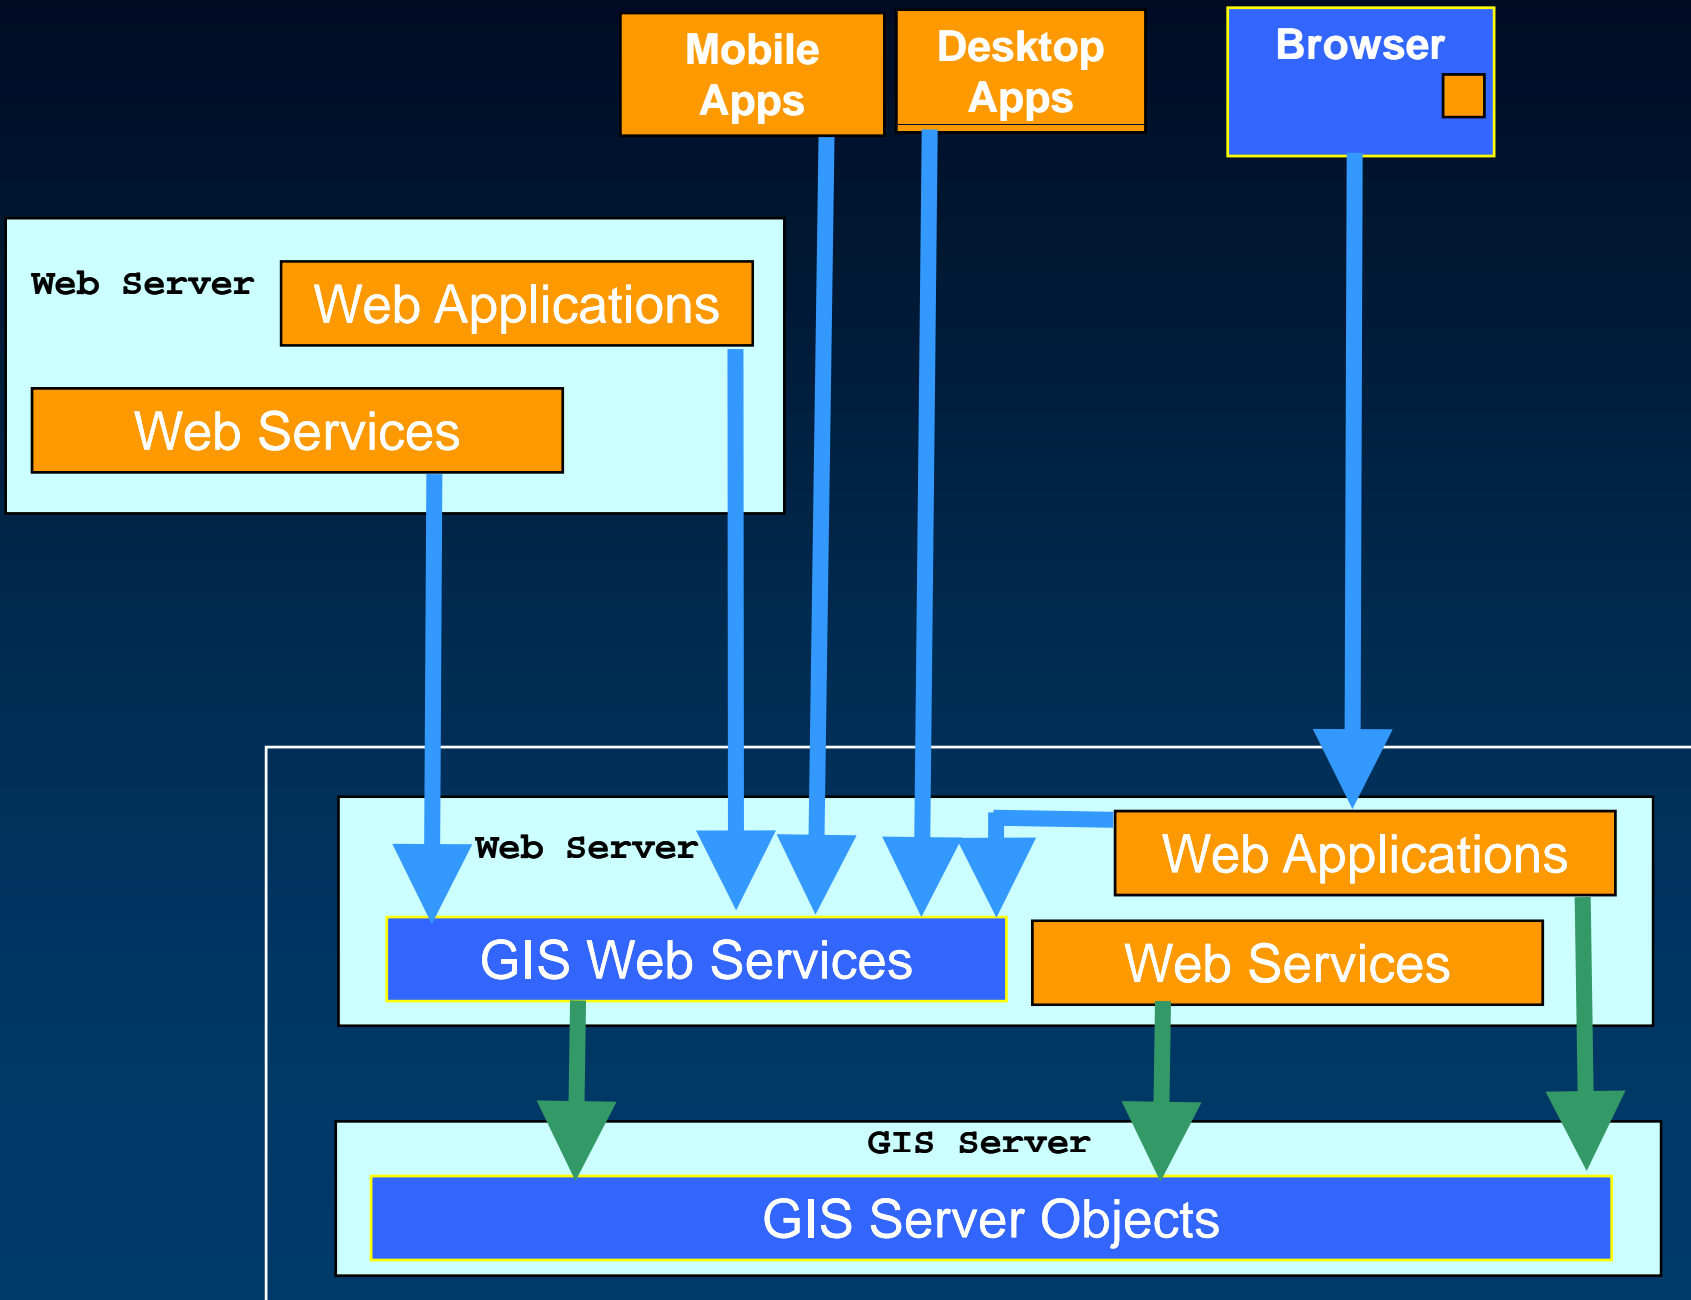 Mobile
Apps
Desktop
Apps
Browser
Web Server
Web Applications
Web Services
Web Server
Web Applications
GIS Web Services
Web Services
GIS Server
GIS Server Objects